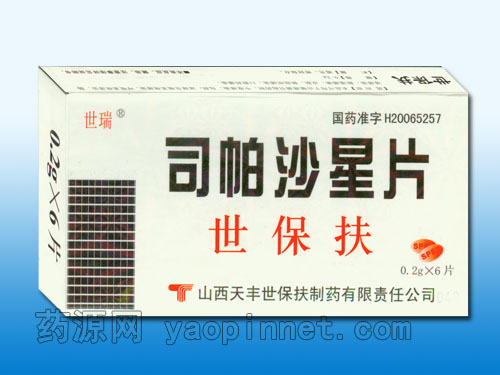 世保扶
世瑞®
国药准字H20065257
司帕沙星片
世保扶
0.2g×6片
0.2g×6片
山西天丰世保扶制药有限责任公司
药源网 yaopinnet.com